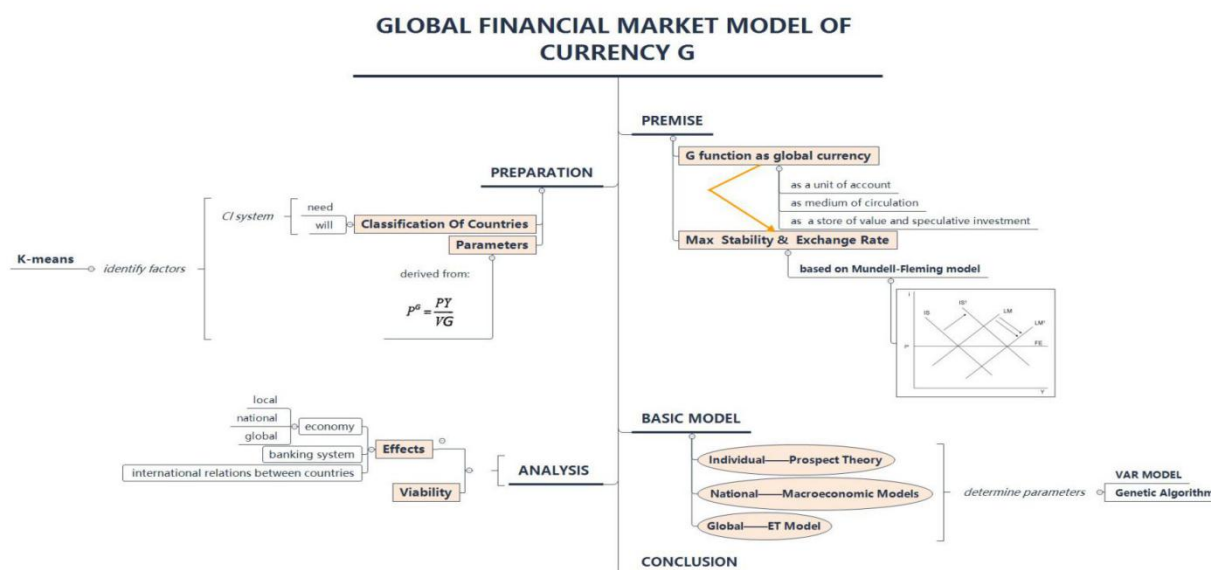 GLOBAL FINANCIAL MARKET MODEL OF
CURRENCY G
PREMISE
G function as global currency
as a unit of account
as medium of circulation
as a store of value and speculative investment
Max Stability & Exchange Rate
based on Mundell-Fleming model
I
IS
IS'
LM
LM'
FE
Y
PREPARATION
CI system
need
will
Classification Of Countries
Parameters
K-means
identify factors
derived from:
P^G = PY/VG
BASIC MODEL
Individual——Prospect Theory
National——Macroeconomic Models
Global——ET Model
determine parameters
VAR MODEL
Genetic Algorithm
local
national
global
economy
banking system
international relations between countries
Effects
Viability
ANALYSIS
CONCLUSION